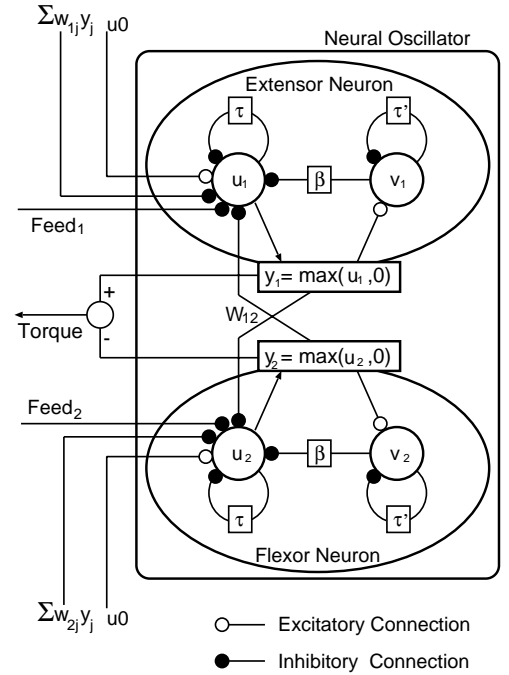 Σw1jyj u0
Neural Oscillator
Extensor Neuron
τ τ'
u1 β v1
Feed1
y1= max(u1,0)
+
W12
Torque
-
y2= max(u2,0)
Feed2
u2 β v2
τ τ'
Flexor Neuron
Σw2jyj u0
Excitatory Connection
Inhibitory Connection